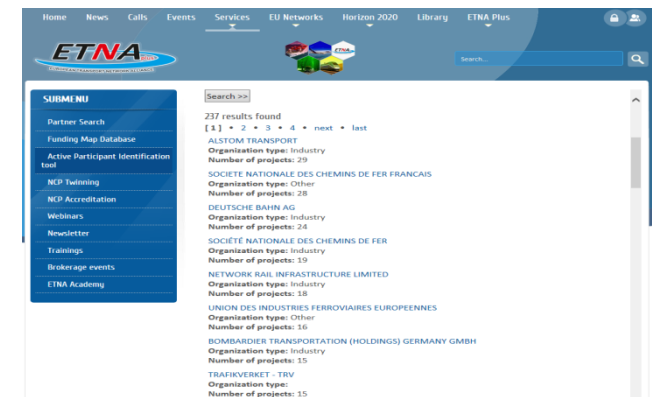 Home News Calls Events Services EU Networks Horizon 2020 Library ETNA Plus
ETNA plus
EUROPEAN TRANSPORT NETWORK ALLIANCE
ETNA
Search...
SUBMENU
Partner Search
Funding Map Database
Active Participant Identification
tool
NCP Twinning
NCP Accreditation
Webinars
Newsletter
Trainings
Brokerage events
ETNA Academy
Search >>
237 results found
[ 1 ] • 2 • 3 • 4 • next • last
ALSTOM TRANSPORT
Organization type: Industry
Number of projects: 29
SOCIETE NATIONALE DES CHEMINS DE FER FRANCAIS
Organization type: Other
Number of projects: 28
DEUTSCHE BAHN AG
Organization type: Industry
Number of projects: 24
SOCIÉTÉ NATIONALE DES CHEMINS DE FER
Organization type: Industry
Number of projects: 19
NETWORK RAIL INFRASTRUCTURE LIMITED
Organization type: Industry
Number of projects: 18
UNION DES INDUSTRIES FERROVIAIRES EUROPEENNES
Organization type: Other
Number of projects: 16
BOMBARDIER TRANSPORTATION (HOLDINGS) GERMANY GMBH
Organization type: Industry
Number of projects: 15
TRAFIKVERKET - TRV
Organization type:
Number of projects: 15